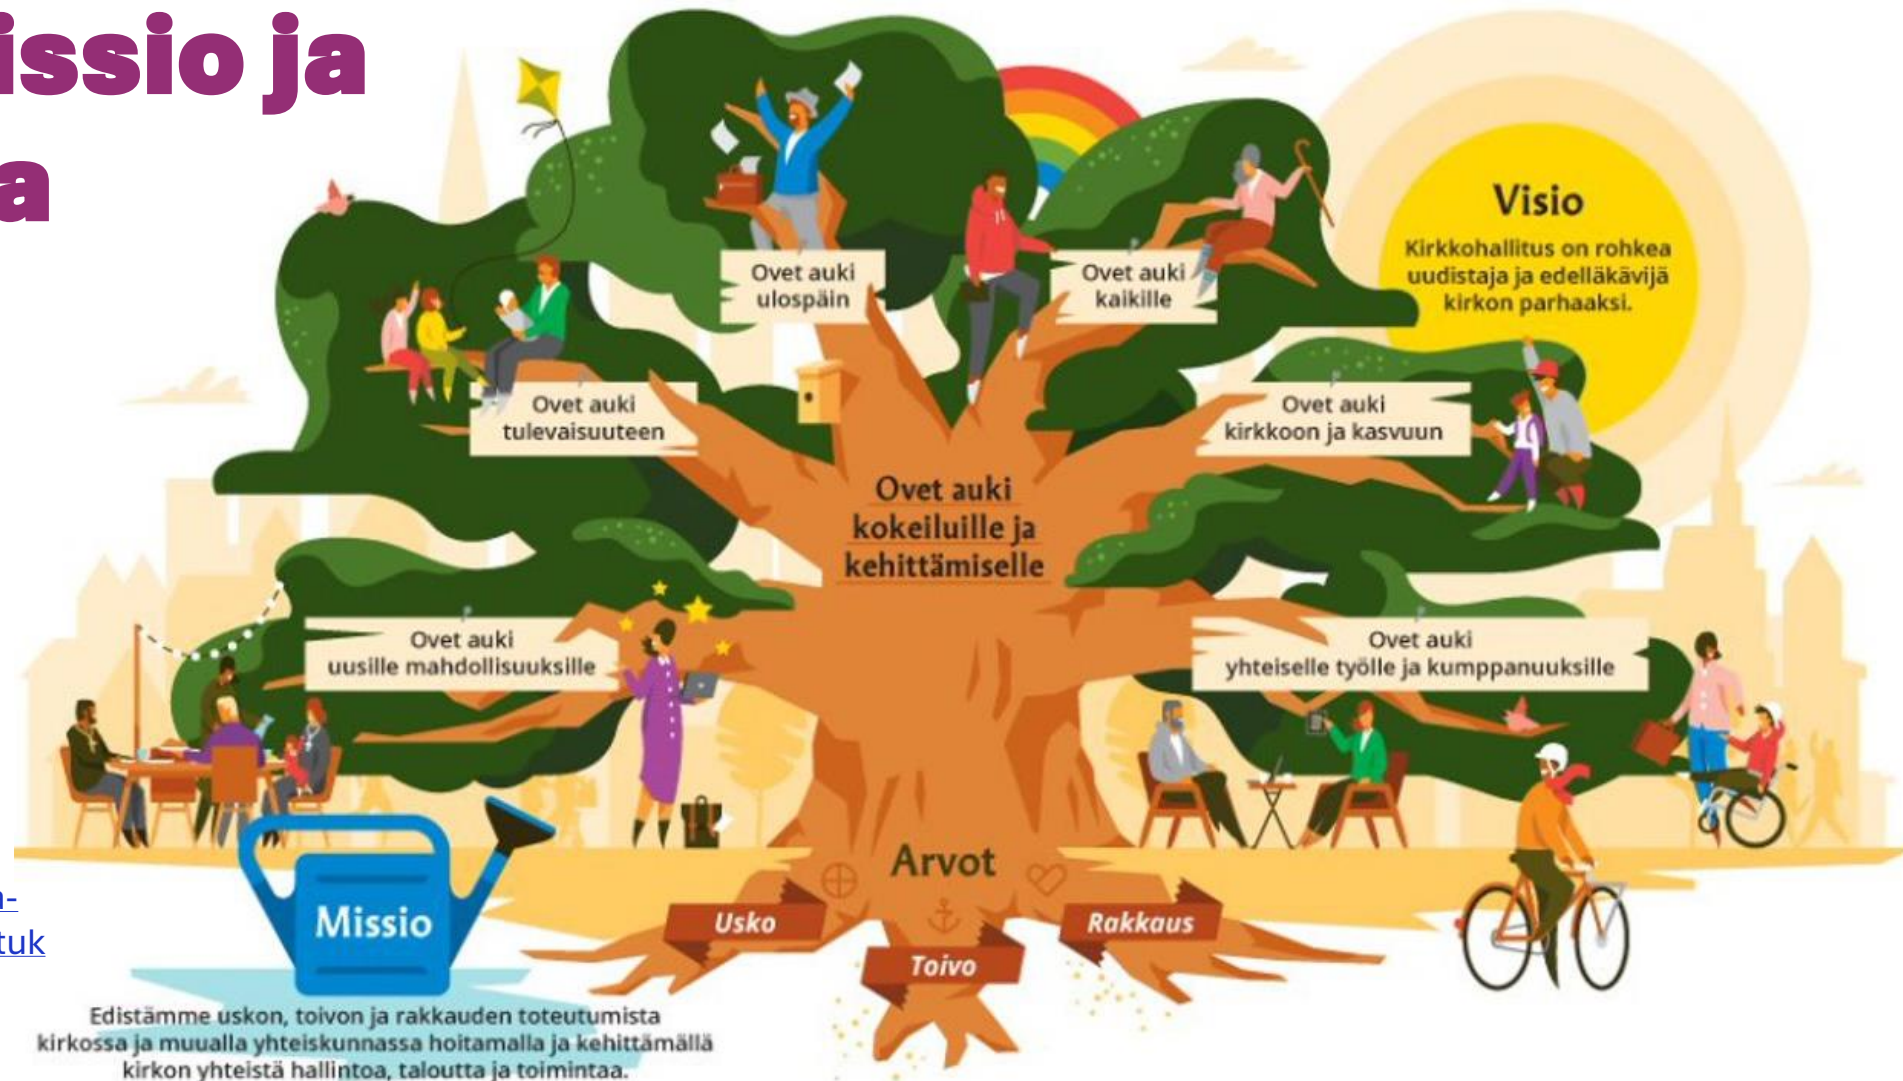 issio ja
a
Visio
Kirkkohallitus on rohkea
uudistaja ja edelläkävijä
kirkon parhaaksi.
Ovet auki
ulospäin
Ovet auki
kaikille
Ovet auki
tulevaisuuteen
Ovet auki
kirkkoon ja kasvuun
Ovet auki
kokeiluille ja
kehittämiselle
Ovet auki
uusille mahdollisuuksille
Ovet auki
yhteiselle työlle ja kumppanuuksille
Arvot
Usko
Toivo
Rakkaus
Missio
tuk
Edistämme uskon, toivon ja rakkauden toteutumista
kirkossa ja muualla yhteiskunnassa hoitamalla ja kehittämällä
kirkon yhteistä hallintoa, taloutta ja toimintaa.